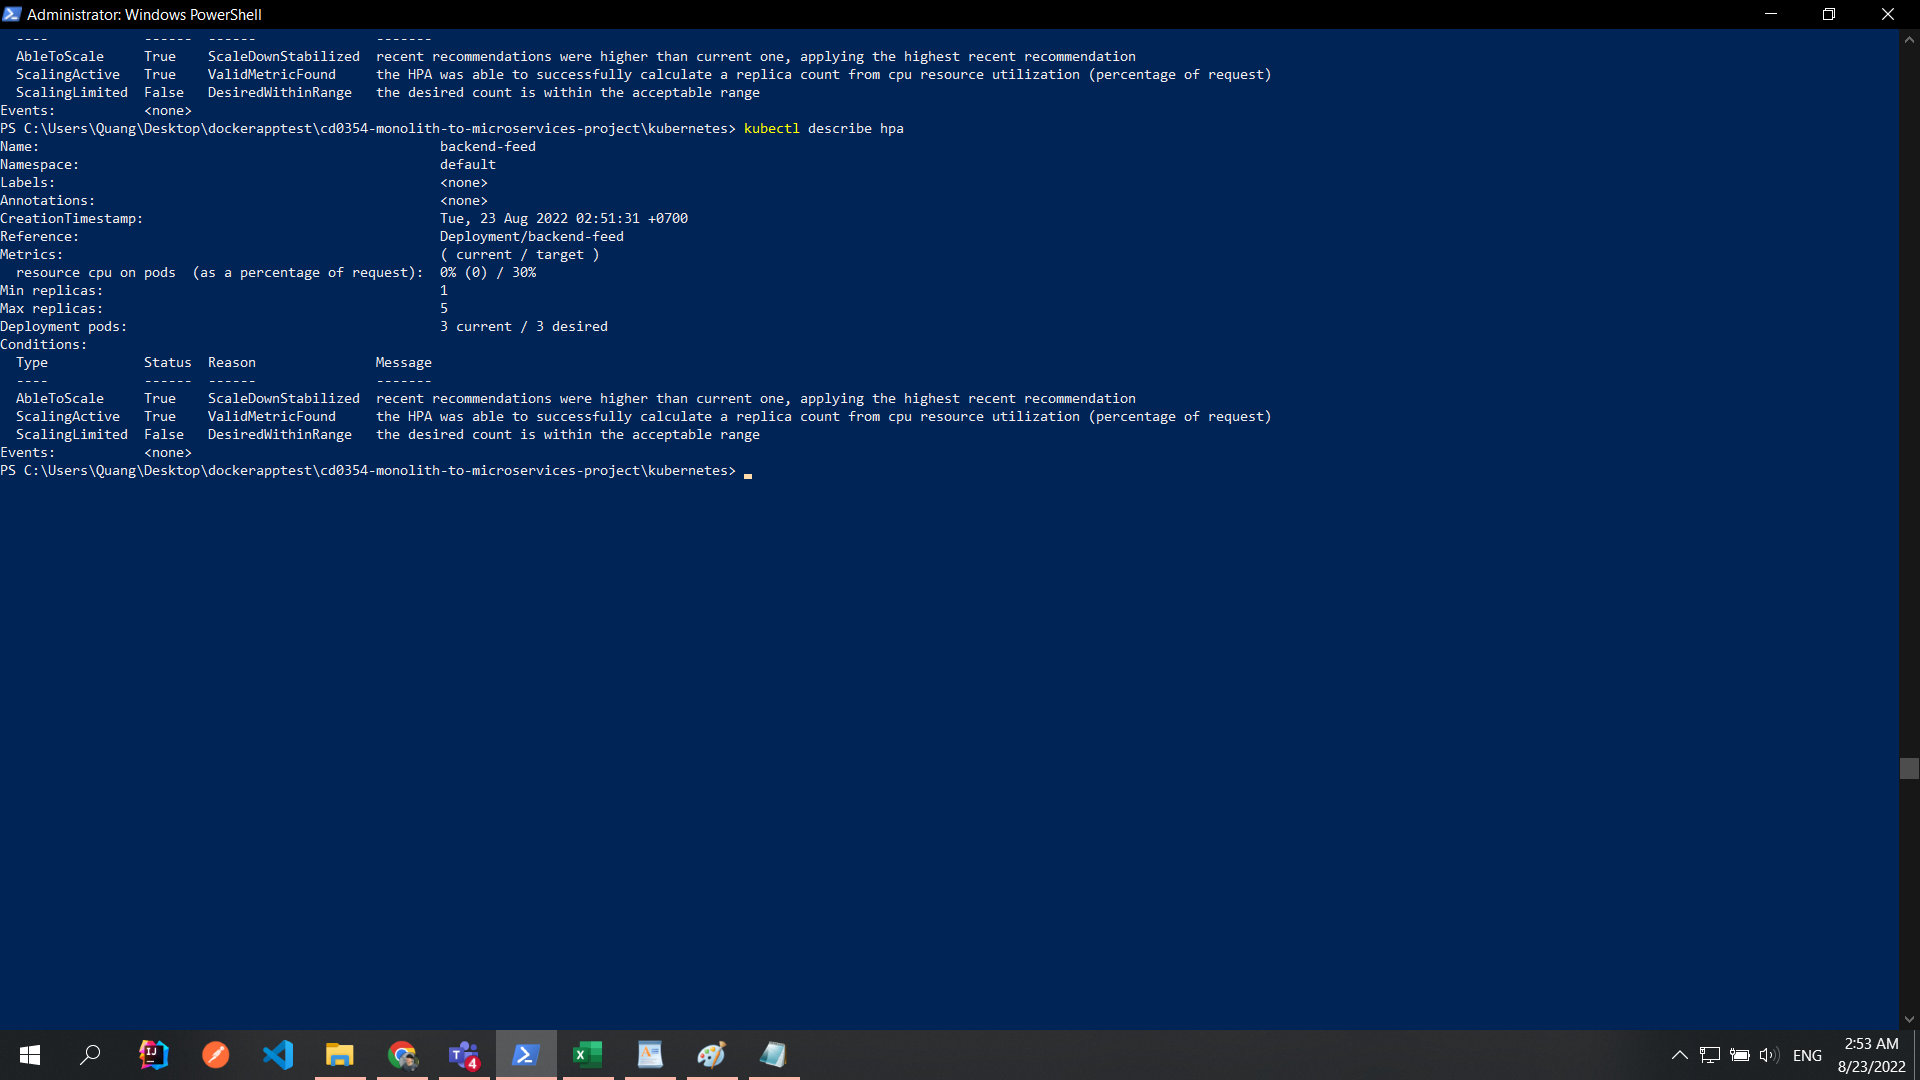 Administrator: Windows PowerShell
  ----            ------  ------               -------
  AbleToScale     True    ScaleDownStabilized  recent recommendations were higher than current one, applying the highest recent recommendation
  ScalingActive   True    ValidMetricFound     the HPA was able to successfully calculate a replica count from cpu resource utilization (percentage of request)
  ScalingLimited  False   DesiredWithinRange   the desired count is within the acceptable range
Events:           <none>
PS C:\Users\Quang\Desktop\dockerapptest\cd0354-monolith-to-microservices-project\kubernetes> kubectl describe hpa
Name:                                                  backend-feed
Namespace:                                             default
Labels:                                                <none>
Annotations:                                           <none>
CreationTimestamp:                                     Tue, 23 Aug 2022 02:51:31 +0700
Reference:                                             Deployment/backend-feed
Metrics:                                               ( current / target )
  resource cpu on pods  (as a percentage of request):  0% (0) / 30%
Min replicas:                                          1
Max replicas:                                          5
Deployment pods:                                       3 current / 3 desired
Conditions:
  Type            Status  Reason               Message
  ----            ------  ------               -------
  AbleToScale     True    ScaleDownStabilized  recent recommendations were higher than current one, applying the highest recent recommendation
  ScalingActive   True    ValidMetricFound     the HPA was able to successfully calculate a replica count from cpu resource utilization (percentage of request)
  ScalingLimited  False   DesiredWithinRange   the desired count is within the acceptable range
Events:           <none>
PS C:\Users\Quang\Desktop\dockerapptest\cd0354-monolith-to-microservices-project\kubernetes>
IJ
T
4
X
ENG
2:53 AM
8/23/2022